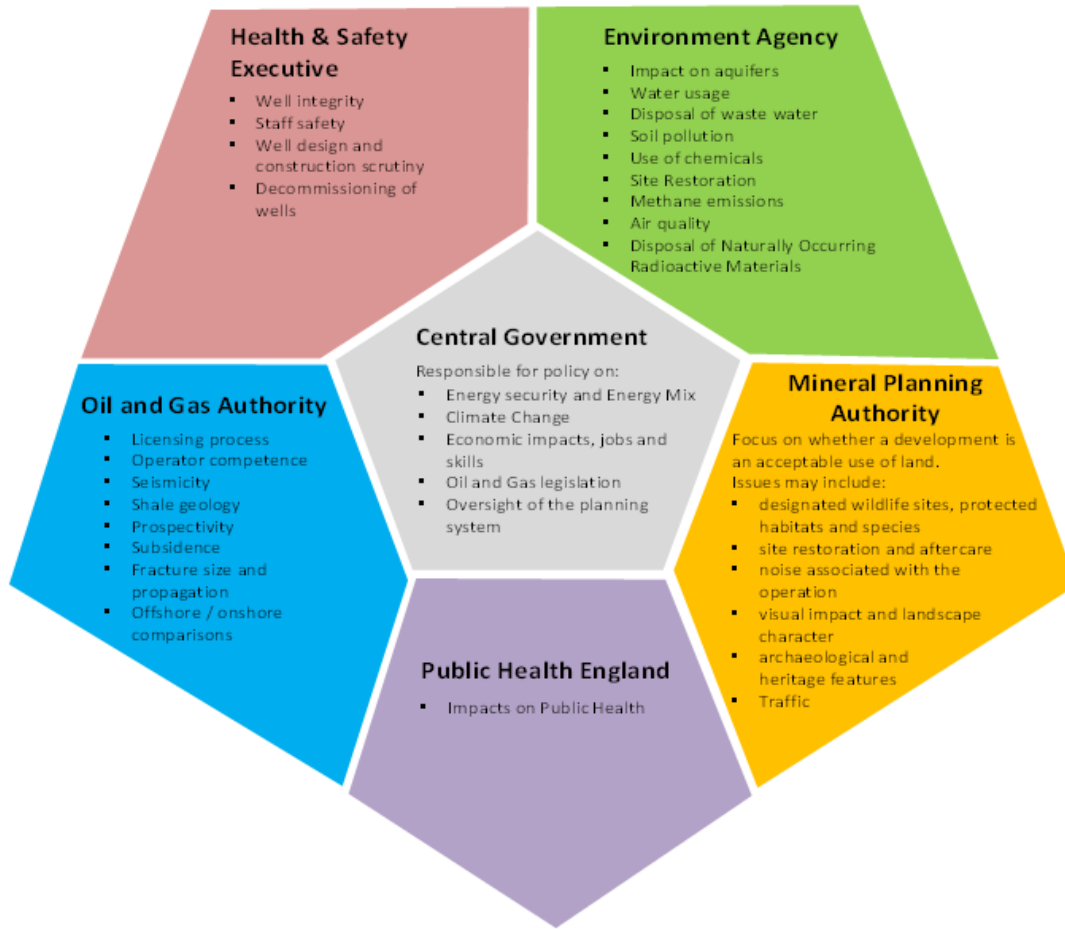 Health & Safety
Executive
▪ Well integrity
▪ Staff safety
▪ Well design and
construction scrutiny
▪ Decommissioning of
wells
Environment Agency
▪ Impact on aquifers
▪ Water usage
▪ Disposal of waste water
▪ Soil pollution
▪ Use of chemicals
▪ Site Restoration
▪ Methane emissions
▪ Air quality
▪ Disposal of Naturally Occurring
Radioactive Materials
Central Government
Responsible for policy on:
▪ Energy security and Energy Mix
▪ Climate Change
▪ Economic impacts, jobs and
skills
▪ Oil and Gas legislation
▪ Oversight of the planning
system
Oil and Gas Authority
▪ Licensing process
▪ Operator competence
▪ Seismicity
▪ Shale geology
▪ Prospectivity
▪ Subsidence
▪ Fracture size and
propagation
▪ Offshore / onshore
comparisons
Mineral Planning
Authority
Focus on whether a development is
an acceptable use of land.
Issues may include:
▪ designated wildlife sites, protected
habitats and species
▪ site restoration and aftercare
▪ noise associated with the
operation
▪ visual impact and landscape
character
▪ archaeological and
heritage features
▪ Traffic
Public Health England
▪ Impacts on Public Health